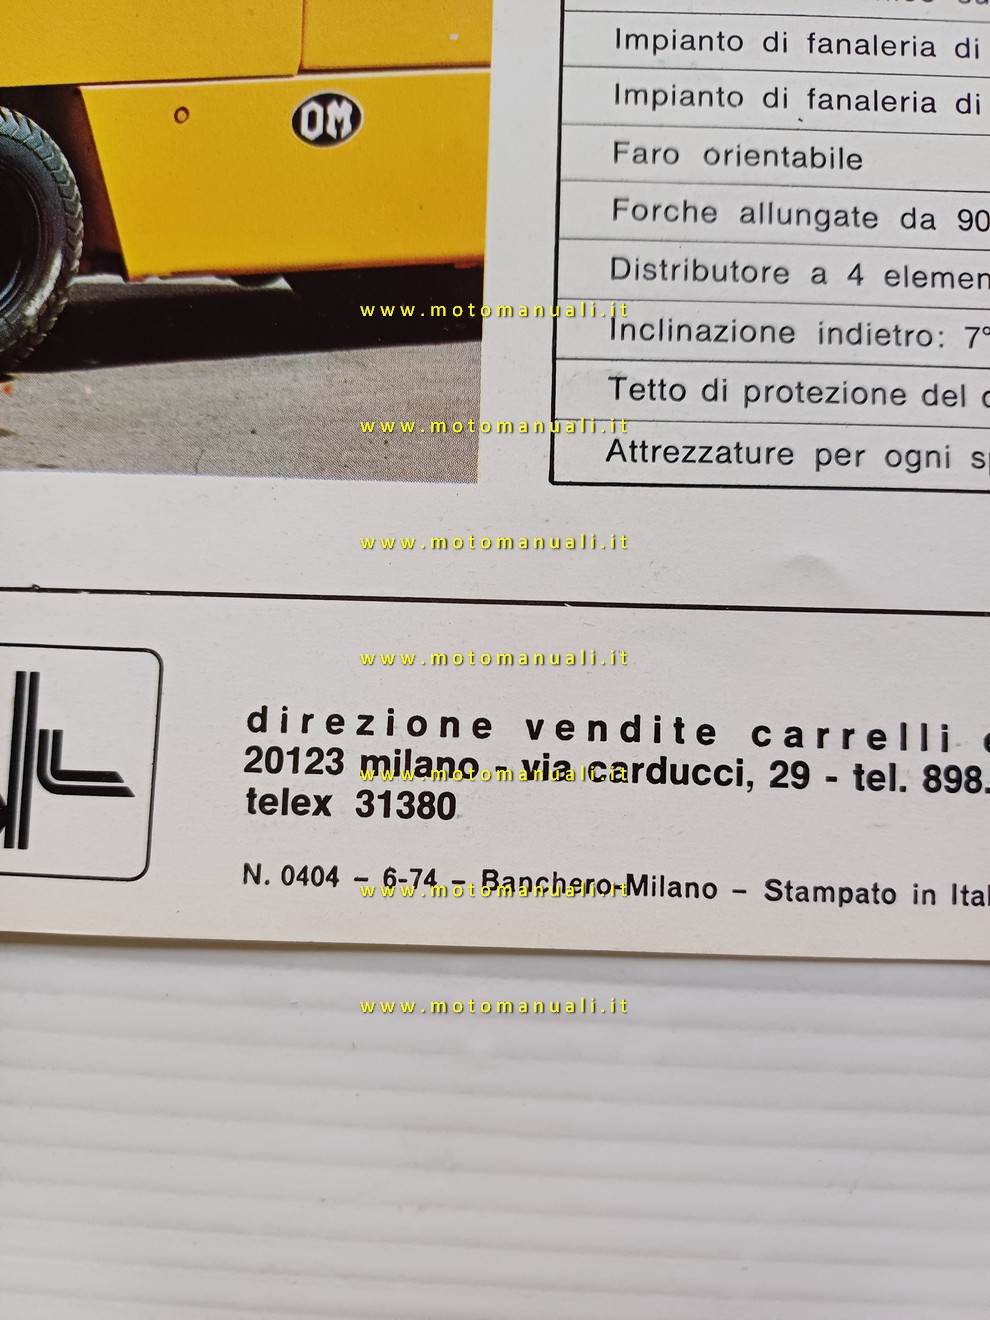 OM
Impianto di fanaleria di
Impianto di fanaleria di
Faro orientabile
Forche allungate da 90
Distributore a 4 elemen
Inclinazione indietro: 7°
Tetto di protezione del
Attrezzature per ogni
direzione vendite carrelli
20123 milano - via carducci, 29 - tel. 898.
telex 31380
N. 0404 – 6-74 – Banchero-Milano – Stampato in Ital
www.motomanuali.it
www.motomanuali.it
www.motomanuali.it
www.motomanuali.it
www.motomanuali.it
www.motomanuali.it
www.motomanuali.it